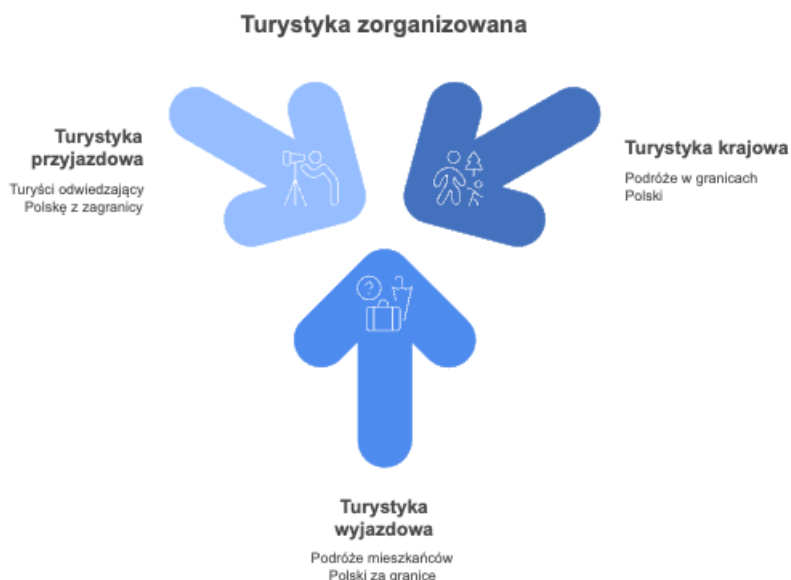 Turystyka zorganizowana
Turystyka
przyjazdowa
Turyści odwiedzający
Polskę z zagranicy
Turystyka krajowa
Podróże w granicach
Polski
?
Turystyka
wyjazdowa
Podróże mieszkańców
Polski za granicę